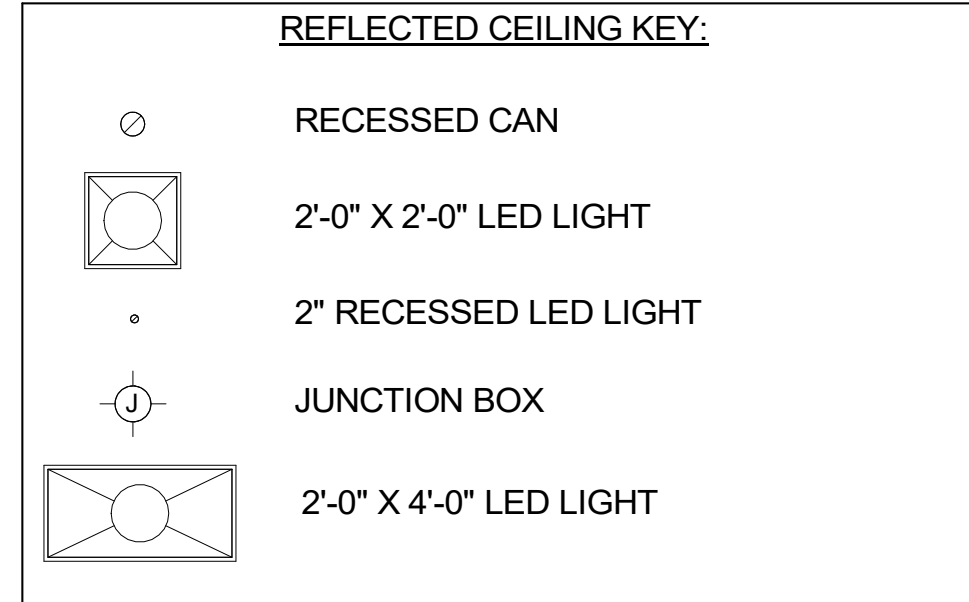 REFLECTED CEILING KEY:
RECESSED CAN
2'-0" X 2'-0" LED LIGHT
2" RECESSED LED LIGHT
J JUNCTION BOX
2'-0" X 4'-0" LED LIGHT